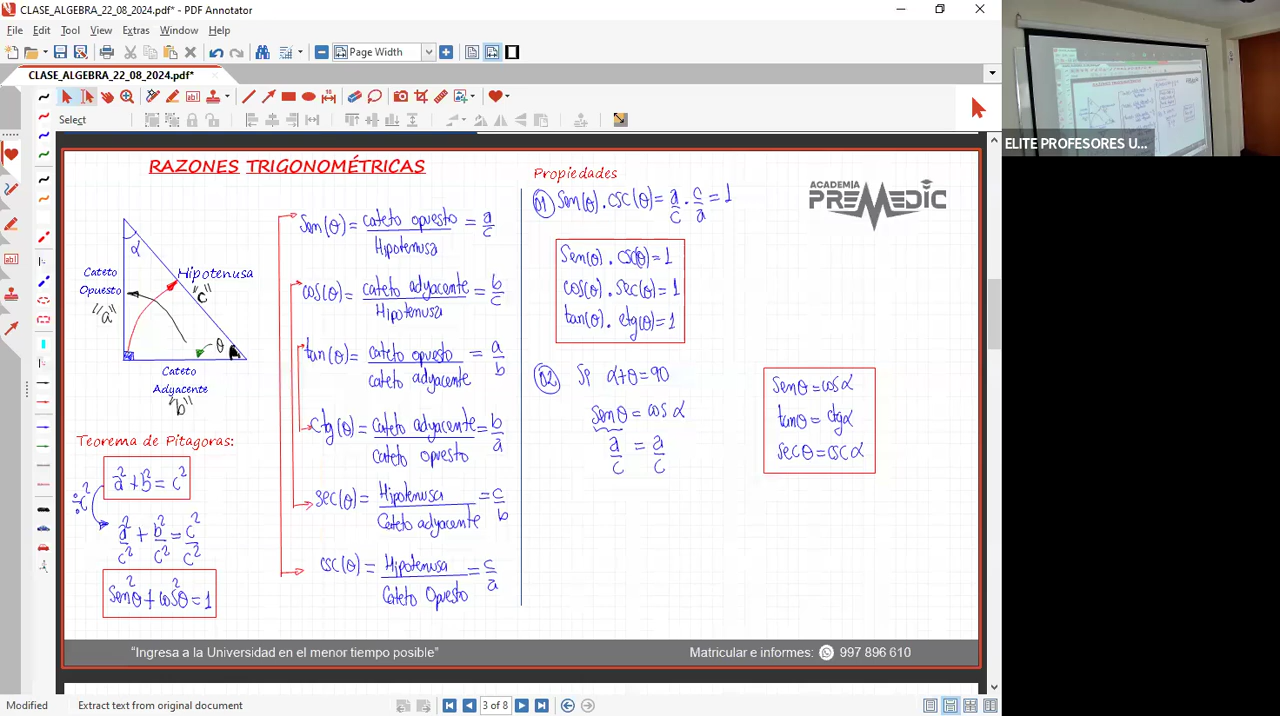 CLASE_ALGEBRA_22_08_2024.pdf* - PDF Annotator
File Edit Tool View Extras Window Help
Page Width
CLASE_ALGEBRA_22_08_2024.pdf*
Select
ELITE PROFESORES U...
RAZONES TRIGONOMÉTRICAS
α
Hipotenusa
"c"
Cateto
Opuesto
"a"
θ
Cateto
Adyacente
"b"
Teorema de Pitagoras:
a² + b² = c²
÷c²
a²/c² + b²/c² = c²/c²
Sen²θ + cos²θ = 1
Sen(θ) = cateto opuesto / Hipotenusa = a/c
cos(θ) = cateto adyacente / Hipotenusa = b/c
tan(θ) = cateto opuesto / cateto adyacente = a/b
Ctg(θ) = cateto adyacente / cateto opuesto = b/a
sec(θ) = Hipotenusa / Cateto adyacente = c/b
csc(θ) = Hipotenusa / Cateto Opuesto = c/a
Propiedades
01 Sen(θ).csc(θ) = a/c . c/a = 1
Sen(θ). csc(θ) = 1
cos(θ). sec(θ) = 1
tan(θ). ctg(θ) = 1
02 Si α+θ=90
senθ = cos α
a/c = a/c
Senθ = cosα
tanθ = ctgα
secθ = cscα
ACADEMIA
PREMEDIC
"Ingresa a la Universidad en el menor tiempo posible"
Matricular e informes: 997 896 610
Modified
Extract text from original document
3 of 8